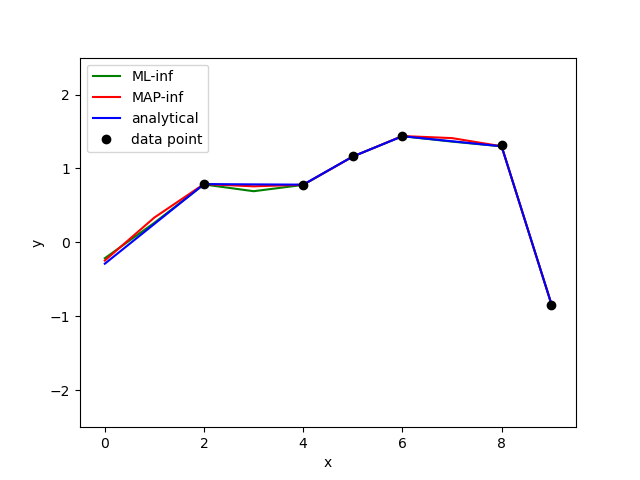 ML-inf
MAP-inf
analytical
data point
2
1
0
−1
−2
y
0
2
4
6
8
x